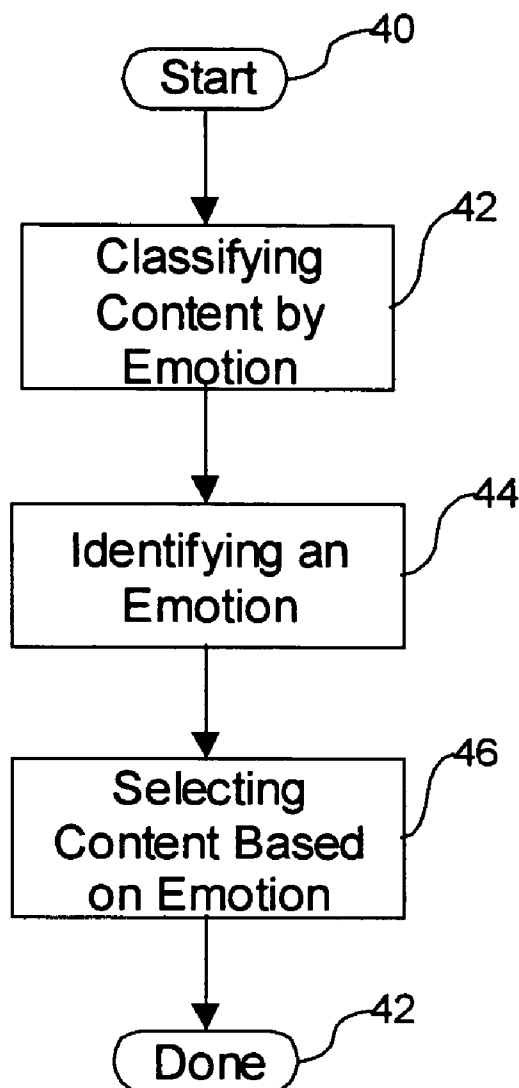 40
Start
42
Classifying
Content by
Emotion
44
Identifying an
Emotion
46
Selecting
Content Based
on Emotion
42
Done